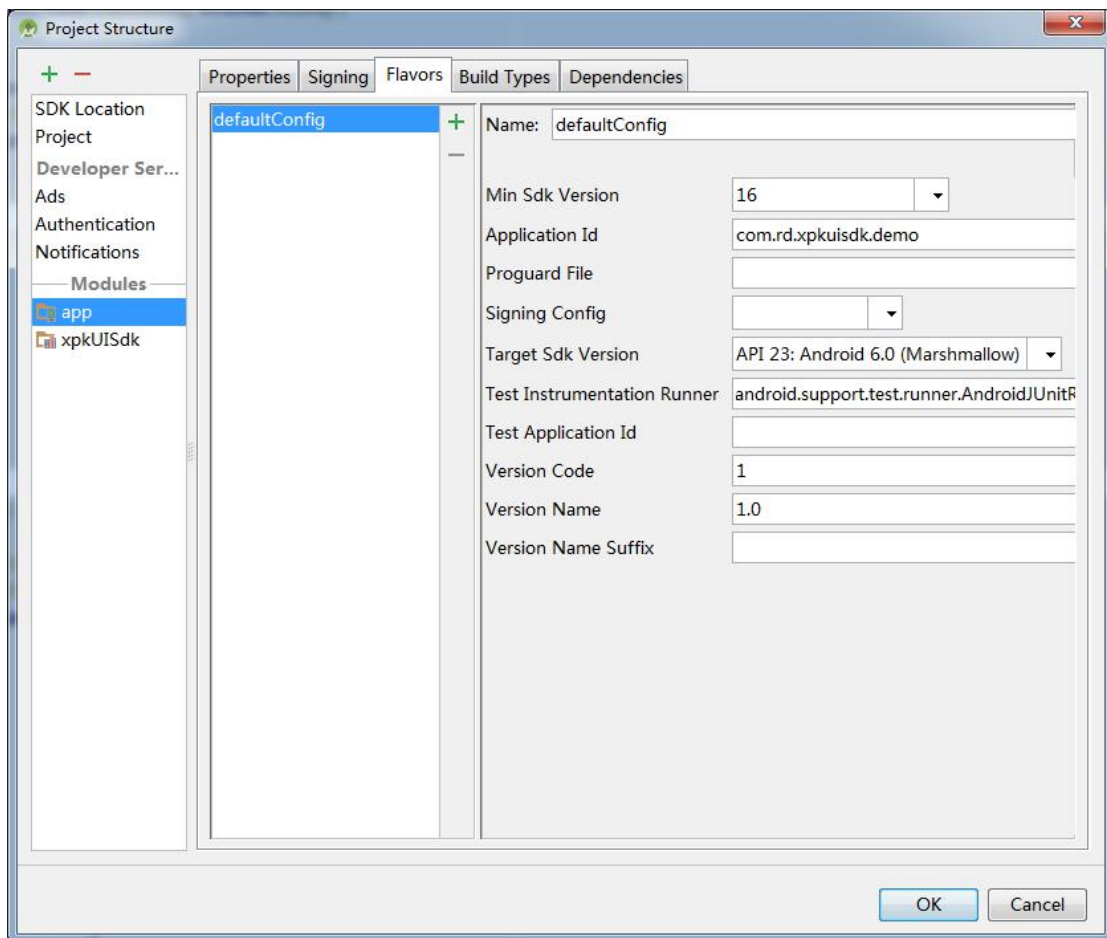 Project Structure
SDK Location
Project
Developer Ser...
Ads
Authentication
Notifications
Modules
app
xpkUISdk
Properties Signing Flavors Build Types Dependencies
defaultConfig
Name: defaultConfig
Min Sdk Version 16
Application Id com.rd.xpkuisdk.demo
Proguard File
Signing Config
Target Sdk Version API 23: Android 6.0 (Marshmallow)
Test Instrumentation Runner android.support.test.runner.AndroidJUnitR
Test Application Id
Version Code 1
Version Name 1.0
Version Name Suffix
OK Cancel